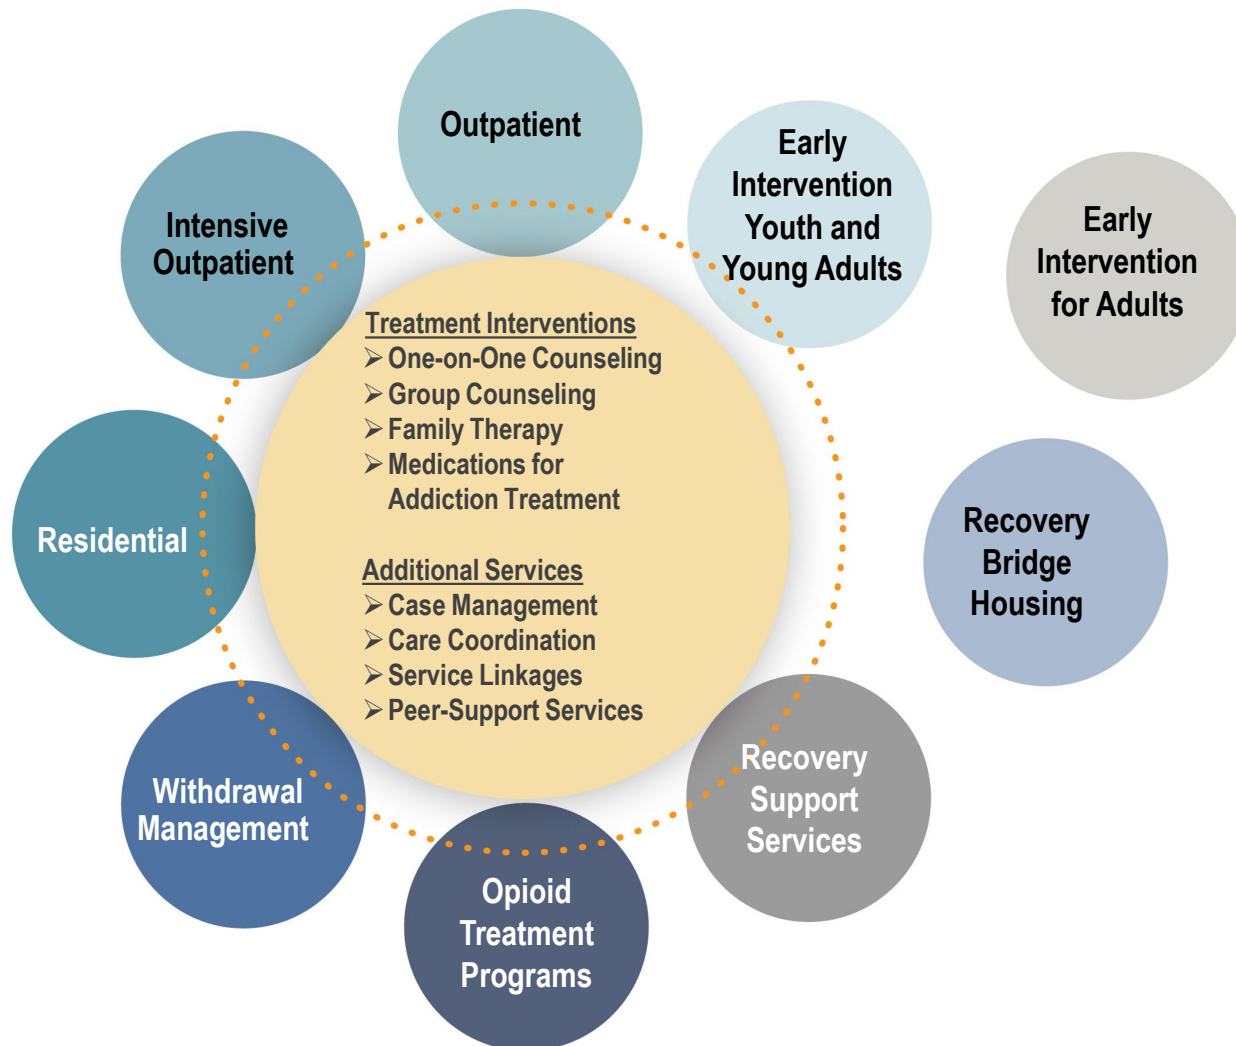 Outpatient
Early
Intervention
Youth and
Young Adults
Early
Intervention
for Adults
Intensive
Outpatient
Treatment Interventions
➢ One-on-One Counseling
➢ Group Counseling
➢ Family Therapy
➢ Medications for
Addiction Treatment
Additional Services
➢ Case Management
➢ Care Coordination
➢ Service Linkages
➢ Peer-Support Services
Residential
Recovery
Bridge
Housing
Withdrawal
Management
Recovery
Support
Services
Opioid
Treatment
Programs